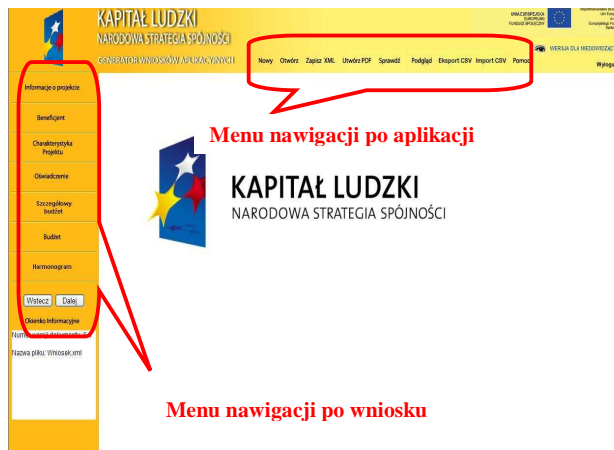 KAPITAŁ LUDZKI
NARODOWA STRATEGIA SPÓJNOŚCI
GENERATOR WNIOSKÓW APLIKACYJNYCH
UNIA EUROPEJSKA
EUROPEJSKI
FUNDUSZ SPOŁECZNY
WERSJA DLA NIEDOWIDZĄC
Nowy Otwórz Zapisz XML Utwórz PDF Sprawdź Podgląd Eksport CSV Import CSV Pomoc
Wylogu
Menu nawigacji po aplikacji
Informacje o projekcie
Beneficjent
Charakterystyka
Projektu
Oświadczenie
Szczegółowy
budżet
Budżet
Harmonogram
Wstecz Dalej
Okienko Informacyjne
Nazwa pliku: Wniosek.xml
KAPITAŁ LUDZKI
NARODOWA STRATEGIA SPÓJNOŚCI
Menu nawigacji po wniosku